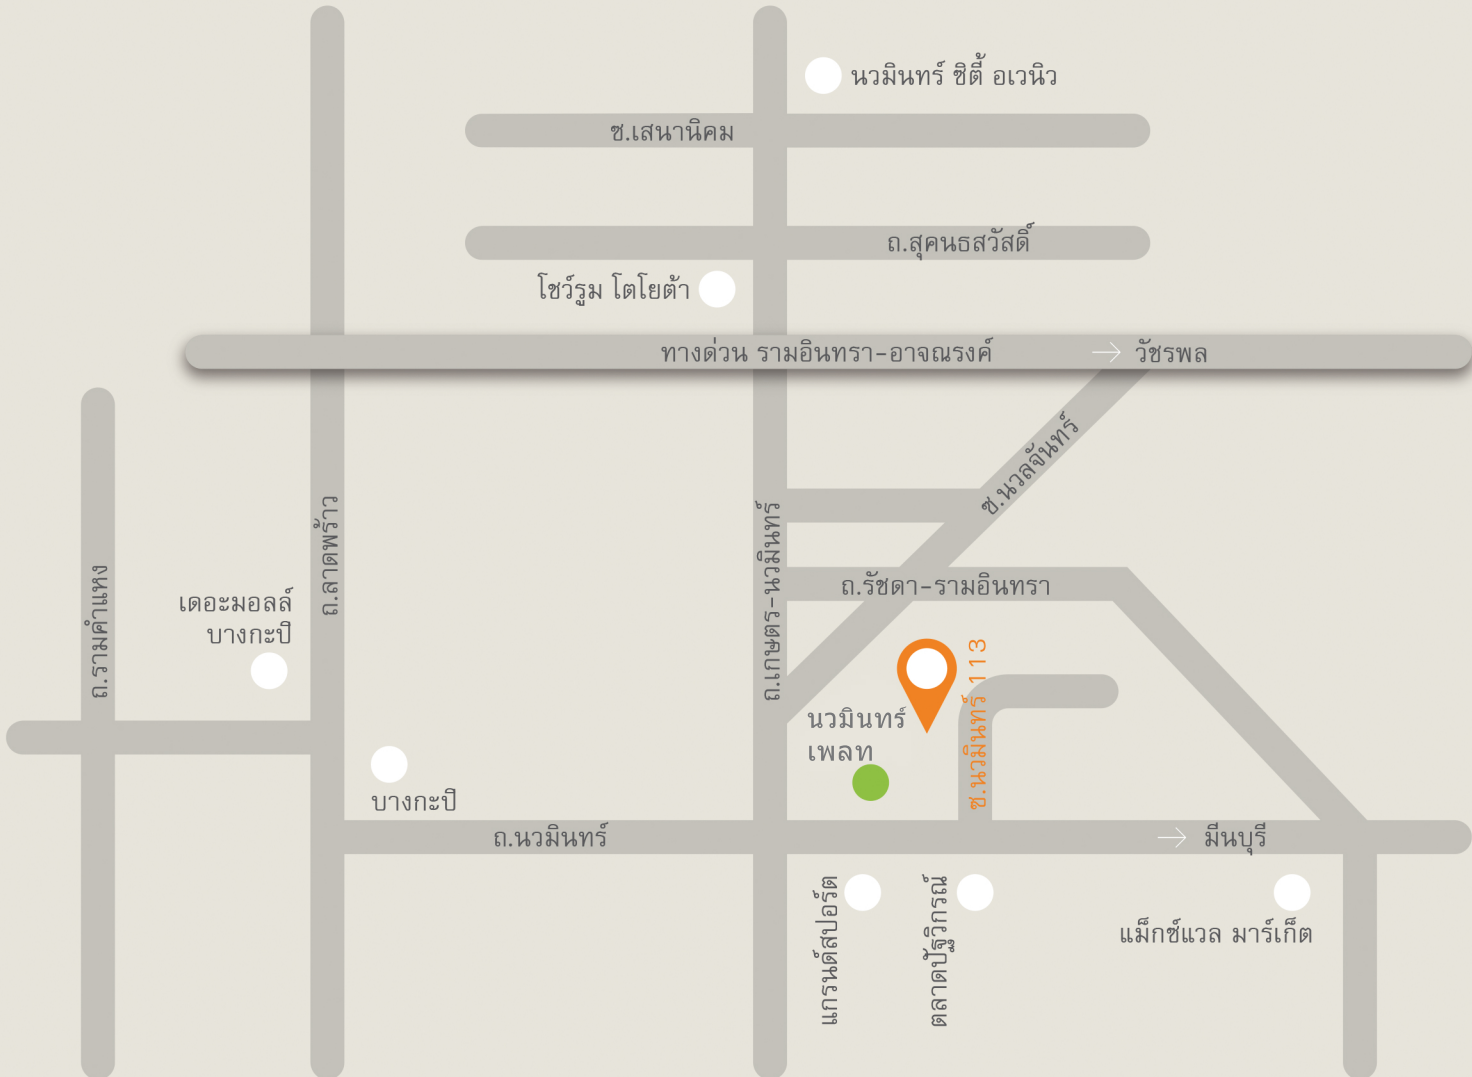 นวมินทร์ ซิตี้ อเวนิว
ซ.เสนานิคม
ถ.สุคนธสวัสดิ์
โชว์รูม โตโยต้า
ทางด่วน รามอินทรา-อาจณรงค์
→ วัชรพล
ซ.นวลจันทร์
ถ.ลาดพร้าว
ถ.เกษตร-นวมินทร์
ถ.รามคำแหง
ถ.รัชดา-รามอินทรา
เดอะมอลล์
บางกะปิ
ซ.นวมินทร์ 113
นวมินทร์
เพลท
บางกะปิ
ถ.นวมินทร์
→ มีนบุรี
แกรนด์สปอร์ต
ตลาดปัฐวิกรณ์
แม็กซ์แวล มาร์เก็ต